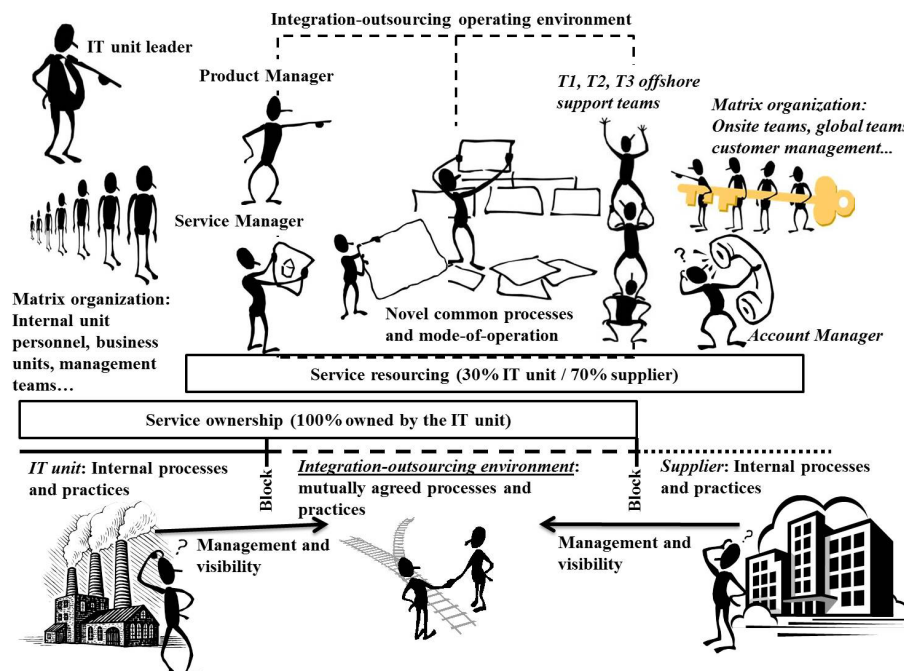 Integration-outsourcing operating environment
IT unit leader
Product Manager
T1, T2, T3 offshore
support teams
Matrix organization:
Onsite teams, global teams
customer management...
Service Manager
?
Matrix organization:
Internal unit
personnel, business
units, management
teams…
Novel common processes
and mode-of-operation
Account Manager
Service resourcing (30% IT unit / 70% supplier)
Service ownership (100% owned by the IT unit)
IT unit: Internal processes
and practices
Block
Integration-outsourcing environment:
mutually agreed processes and
practices
Block
Supplier: Internal processes
and practices
?
Management and
visibility
Management and
visibility
?